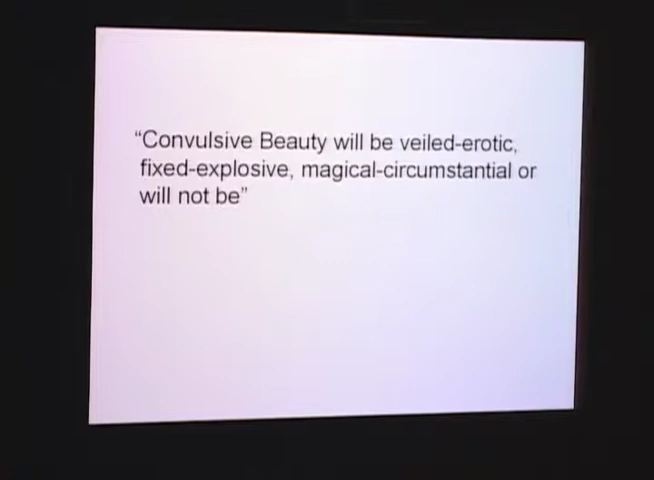 “Convulsive Beauty will be veiled-erotic,
fixed-explosive, magical-circumstantial or
will not be”